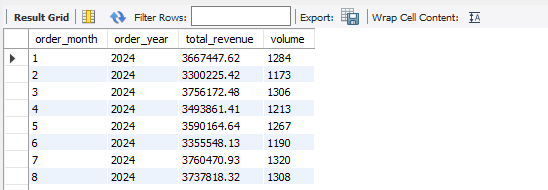 Result Grid Filter Rows: Export: Wrap Cell Content:
order_month order_year total_revenue volume
1 2024 3667447.62 1284
2 2024 3300225.42 1173
3 2024 3756172.48 1306
4 2024 3493861.41 1213
5 2024 3590164.64 1267
6 2024 3355548.13 1190
7 2024 3760470.93 1320
8 2024 3737818.32 1308